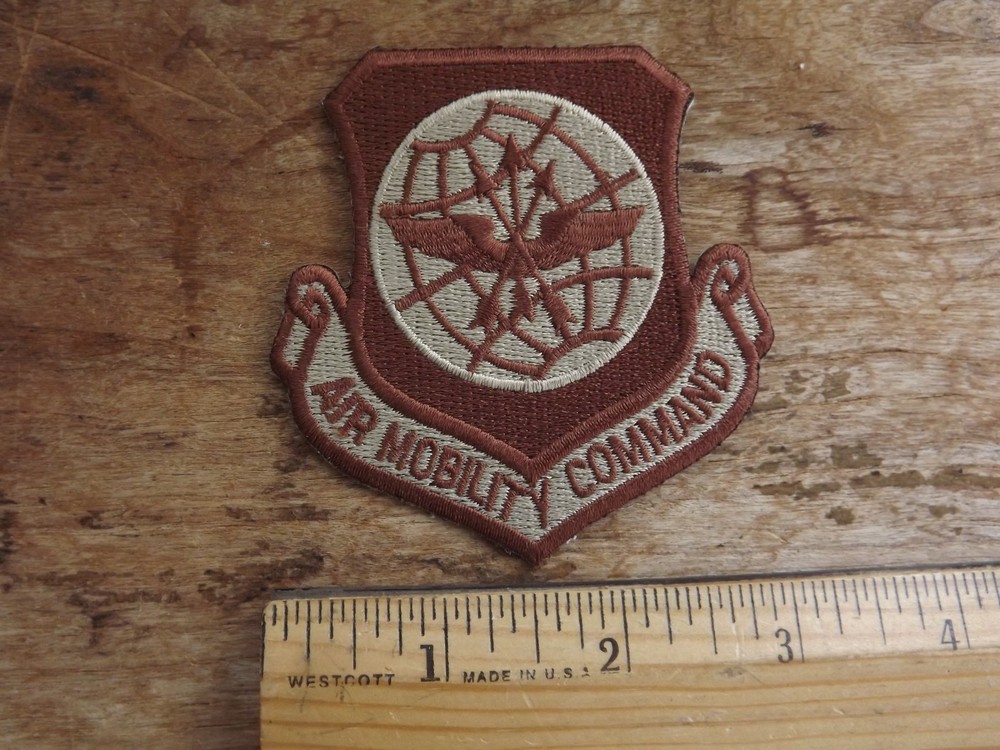 AIR MOBILITY COMMAND
1 2 3 4
WESTCOTT MADE IN U.S.A